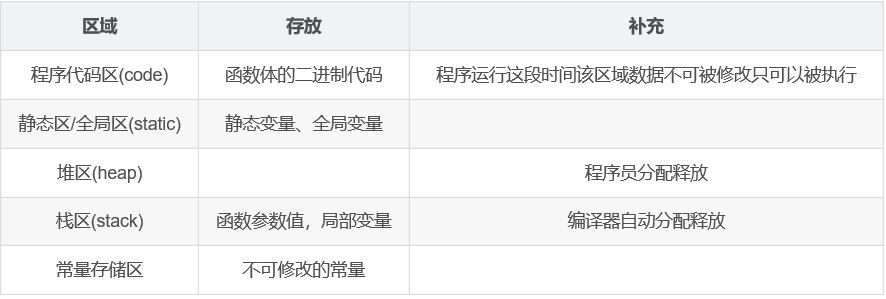 区域 存放 补充
程序代码区(code) 函数体的二进制代码 程序运行这段时间该区域数据不可被修改只可以被执行
静态区/全局区(static) 静态变量、全局变量
堆区(heap) 程序员分配释放
栈区(stack) 函数参数值，局部变量 编译器自动分配释放
常量存储区 不可修改的常量